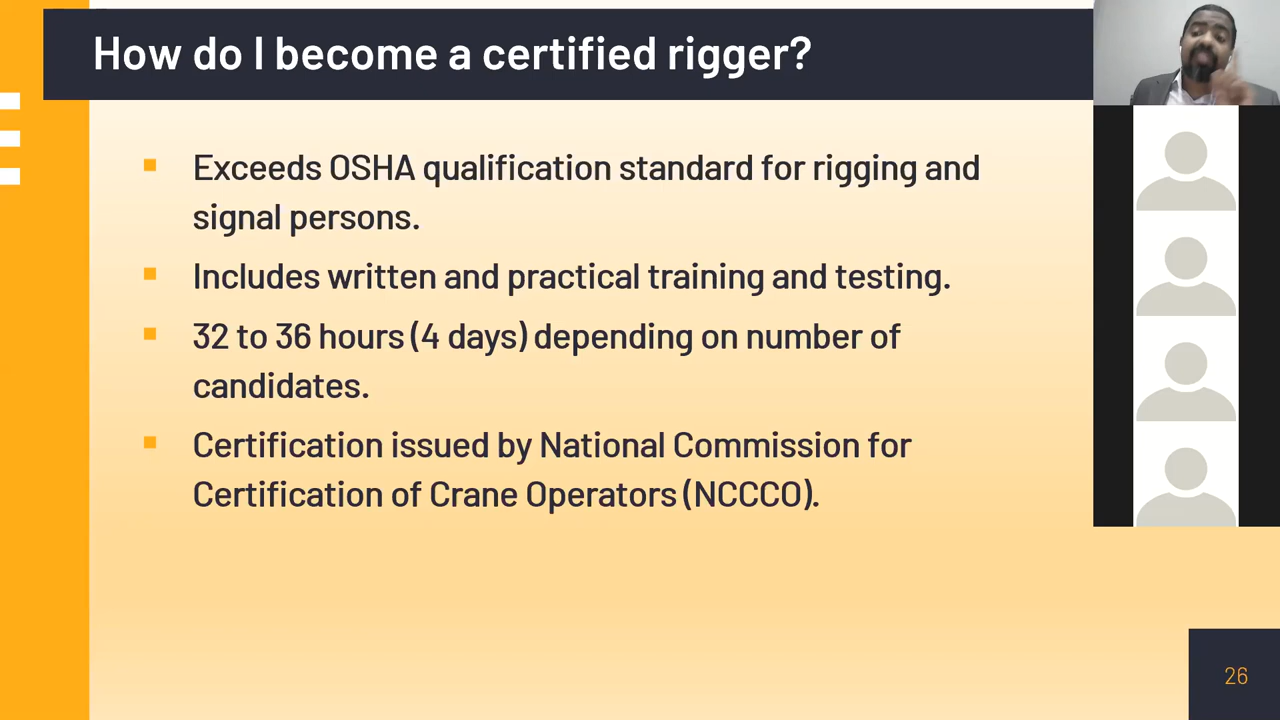 How do I become a certified rigger?
Exceeds OSHA qualification standard for rigging and
signal persons.
Includes written and practical training and testing.
32 to 36 hours (4 days) depending on number of
candidates.
Certification issued by National Commission for
Certification of Crane Operators (NCCCO).
26